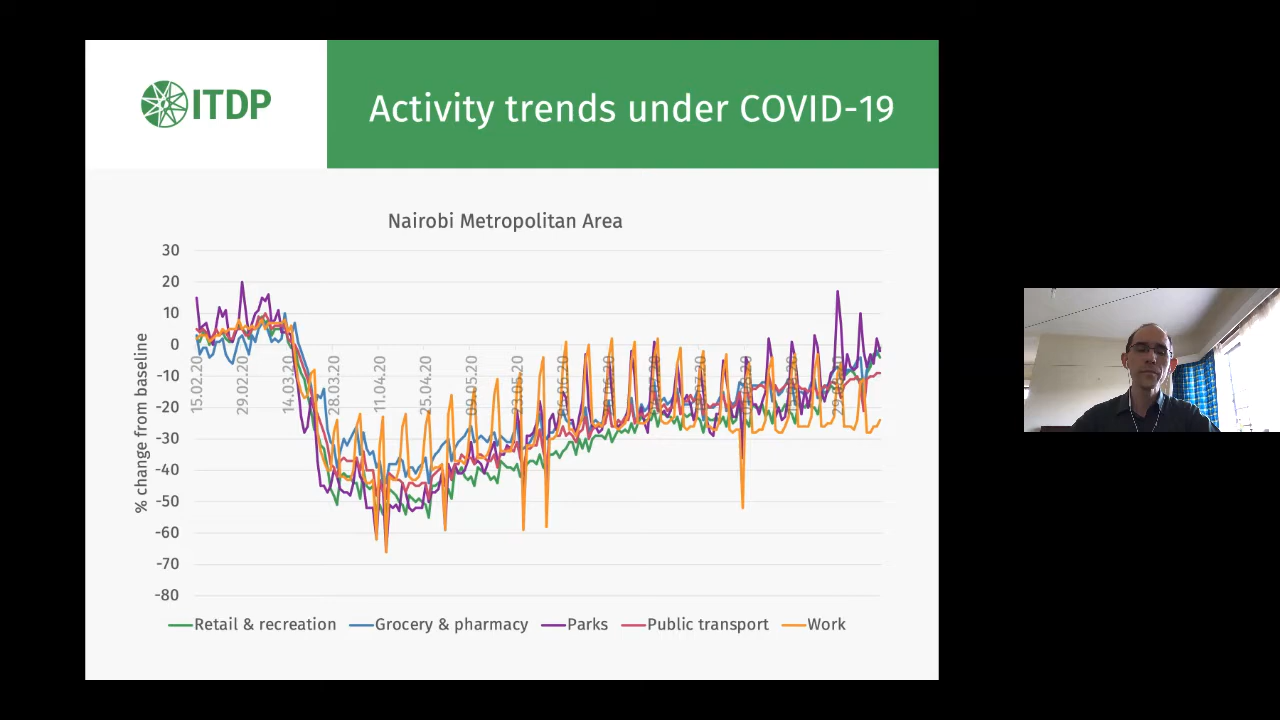 ITDP
Activity trends under COVID-19
Nairobi Metropolitan Area
% change from baseline
30
20
10
0
-10
-20
-30
-40
-50
-60
-70
-80
15.02.20
29.02.20
14.03.20
28.03.20
11.04.20
25.04.20
09.05.20
23.05.20
Retail & recreation
Grocery & pharmacy
Parks
Public transport
Work